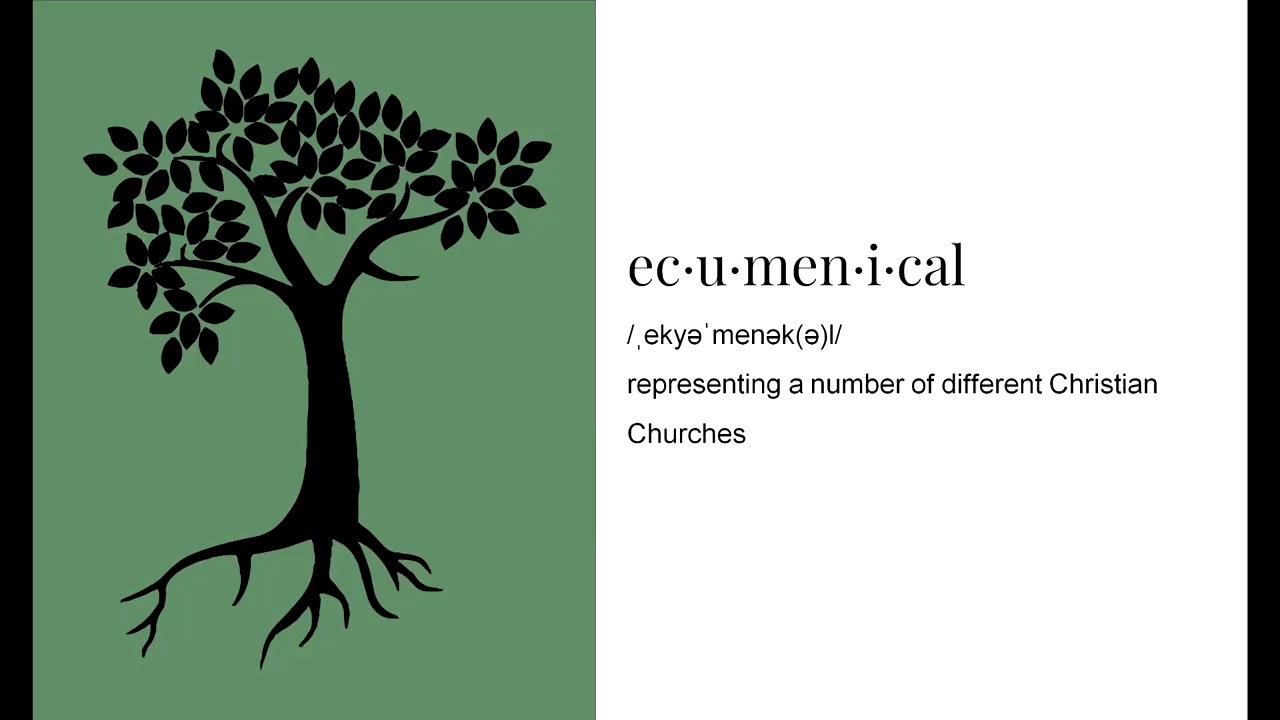 ec·u·men·i·cal
/ˌekyəˈmenək(ə)l/
representing a number of different Christian
Churches